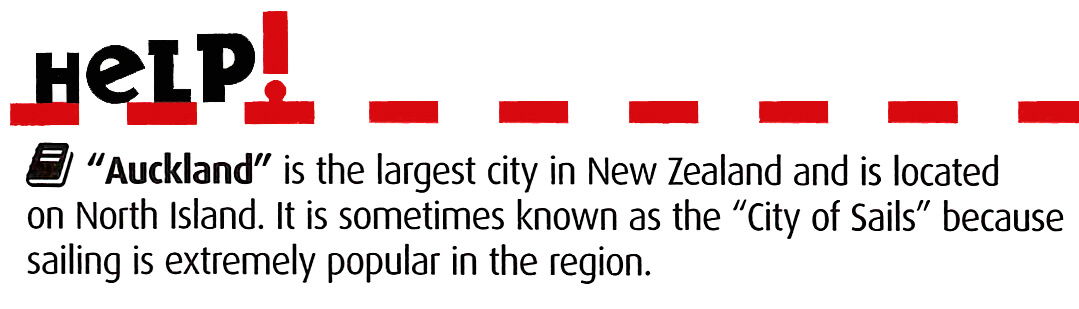 HeLP!
“Auckland” is the largest city in New Zealand and is located
on North Island. It is sometimes known as the “City of Sails” because
sailing is extremely popular in the region.